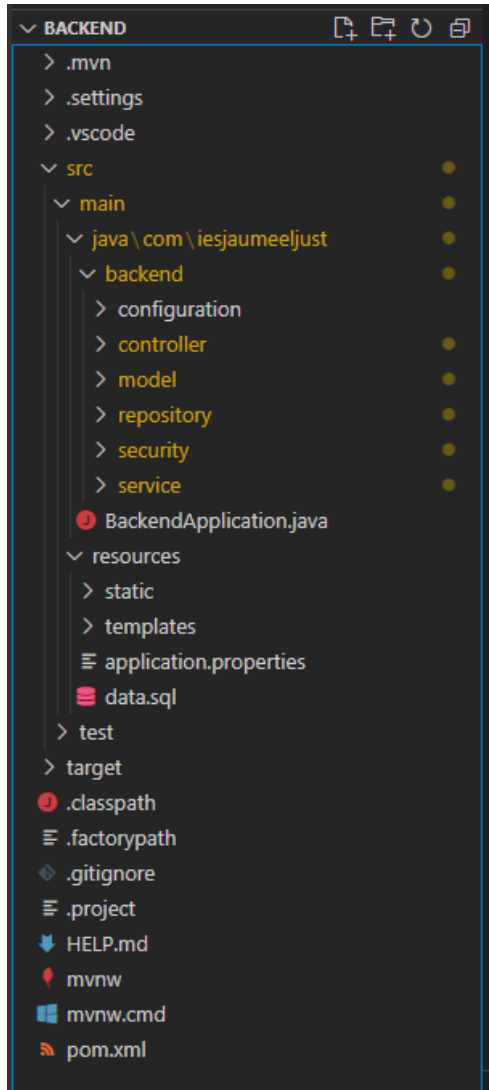 BACKEND
.mvn
.settings
.vscode
src
main
java\com\iesjaumeeljust
backend
configuration
controller
model
repository
security
service
BackendApplication.java
resources
static
templates
application.properties
data.sql
test
target
.classpath
.factorypath
.gitignore
.project
HELP.md
mvnw
mvnw.cmd
pom.xml